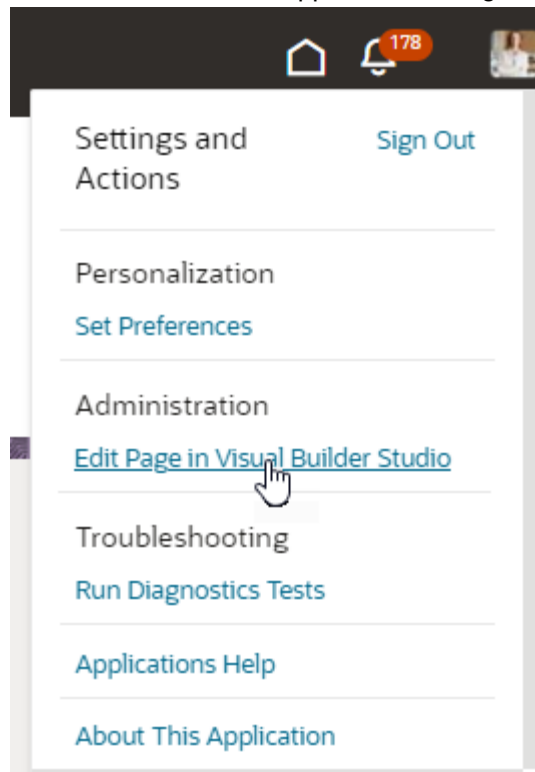 178
Settings and
Actions
Sign Out
Personalization
Set Preferences
Administration
Edit Page in Visual Builder Studio
Troubleshooting
Run Diagnostics Tests
Applications Help
About This Application